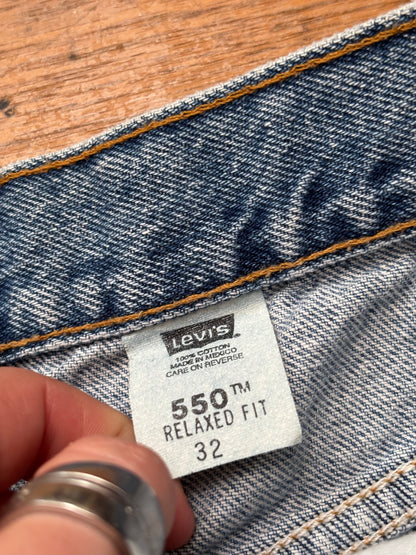 Levi's
100% COTTON
MADE IN MEXICO
CARE ON REVERSE
550™
RELAXED FIT
32